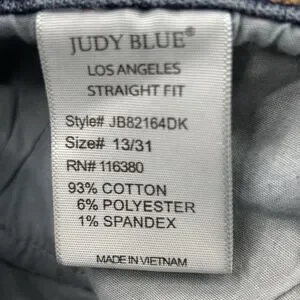 JUDY BLUE®
LOS ANGELES
STRAIGHT FIT
Style# JB82164DK
Size# 13/31
RN# 116380
93% COTTON
6% POLYESTER
1% SPANDEX
MADE IN VIETNAM